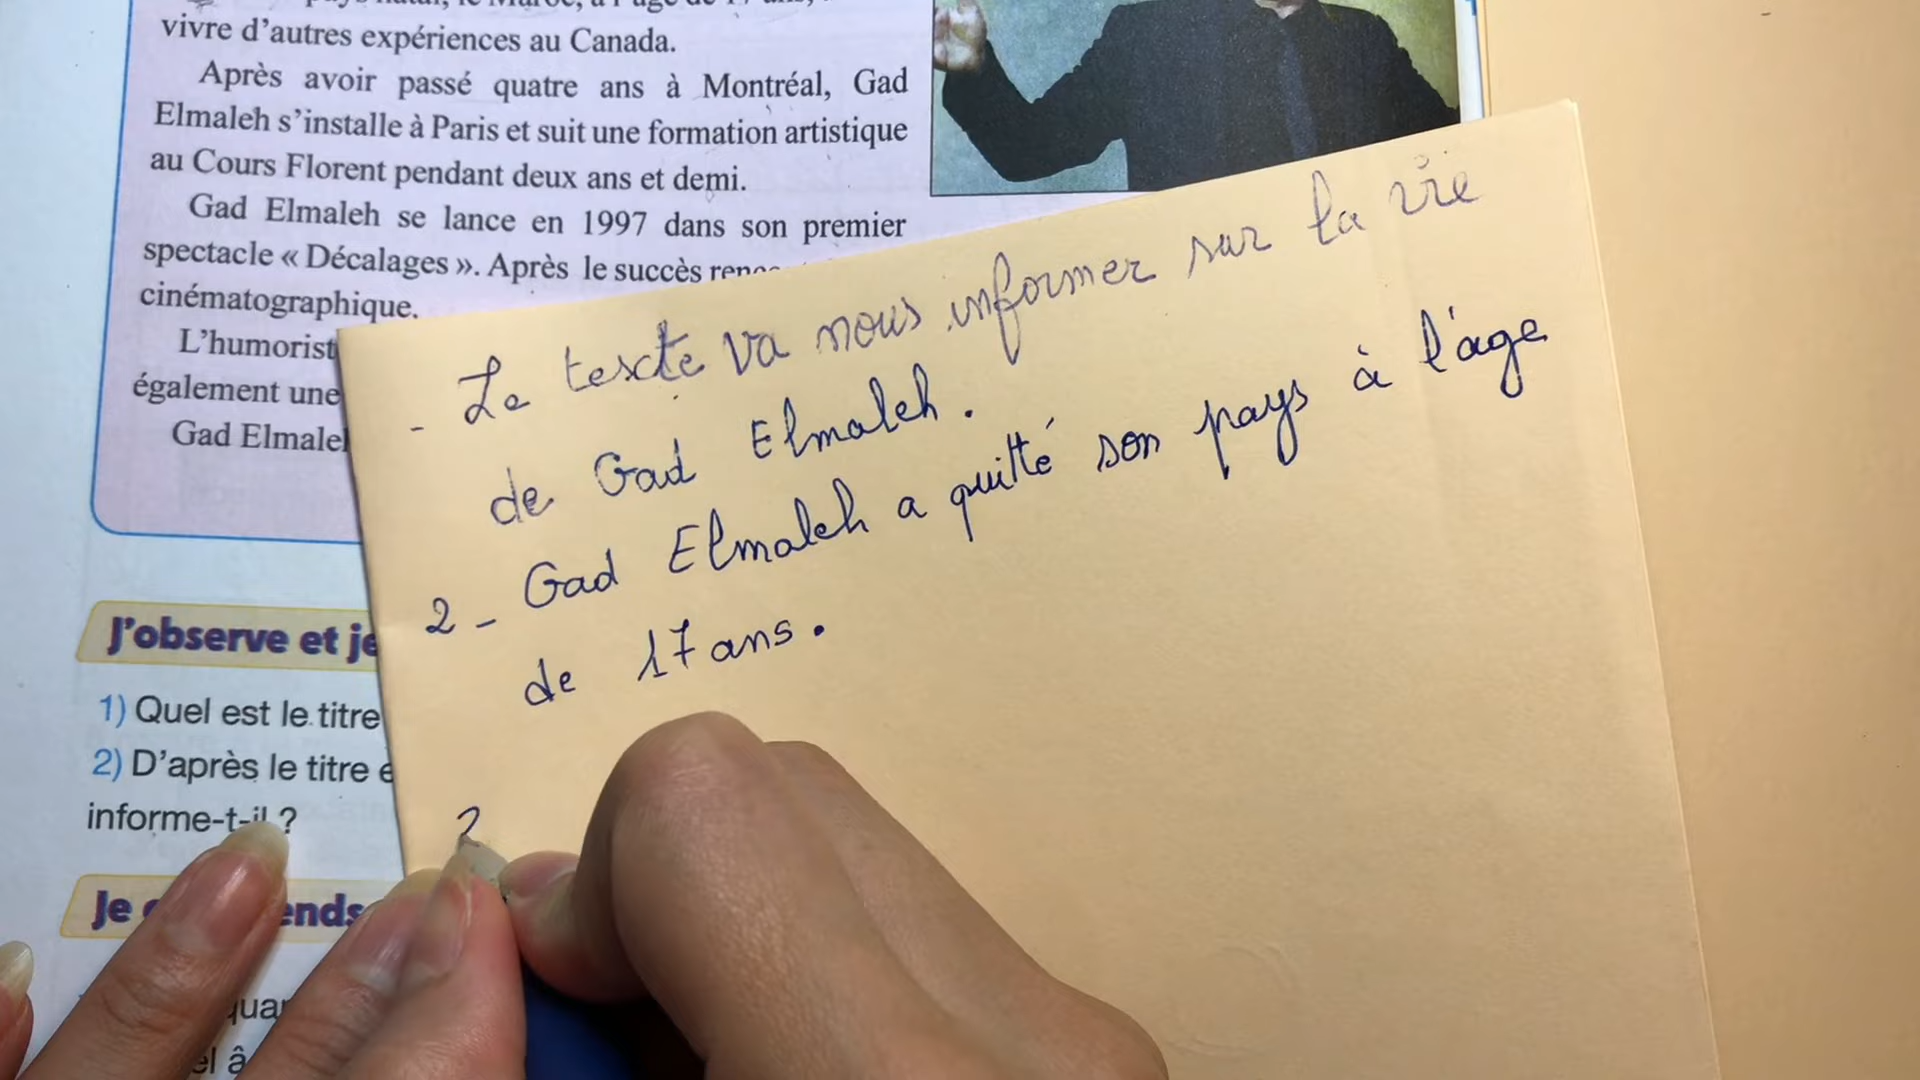 vivre d'autres expériences au Canada.
Après avoir passé quatre ans à Montréal, Gad
Elmaleh s'installe à Paris et suit une formation artistique
au Cours Florent pendant deux ans et demi.
Gad Elmaleh se lance en 1997 dans son premier
spectacle « Décalages ». Après le succès
cinématographique.
L'humorist
également une
Gad Elmaleh
- Le texte va nous informer sur la vie
de Gad Elmaleh.
2 - Gad Elmaleh a quitté son pays à l'âge
de 17 ans.
J'observe et je
1) Quel est le titre
2) D'après le titre e
informe-t-il ?
Je